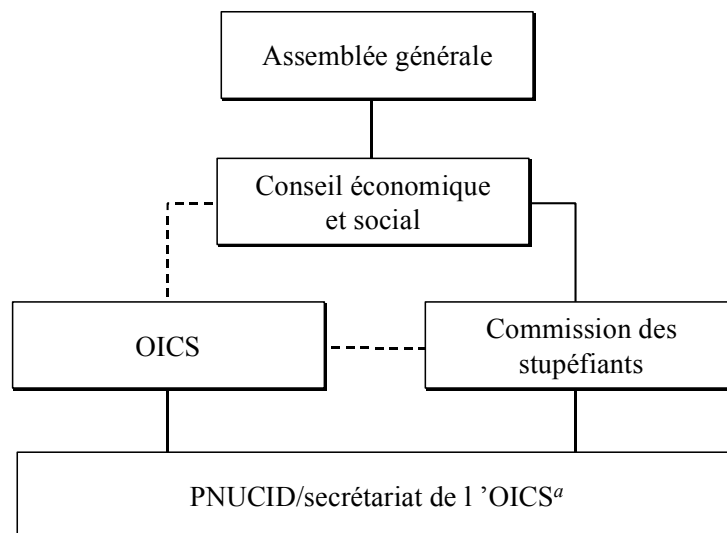 Assemblée générale
Conseil économique
et social
OICS
Commission des
stupéfiants
PNUCID/secrétariat de l ’OICSa